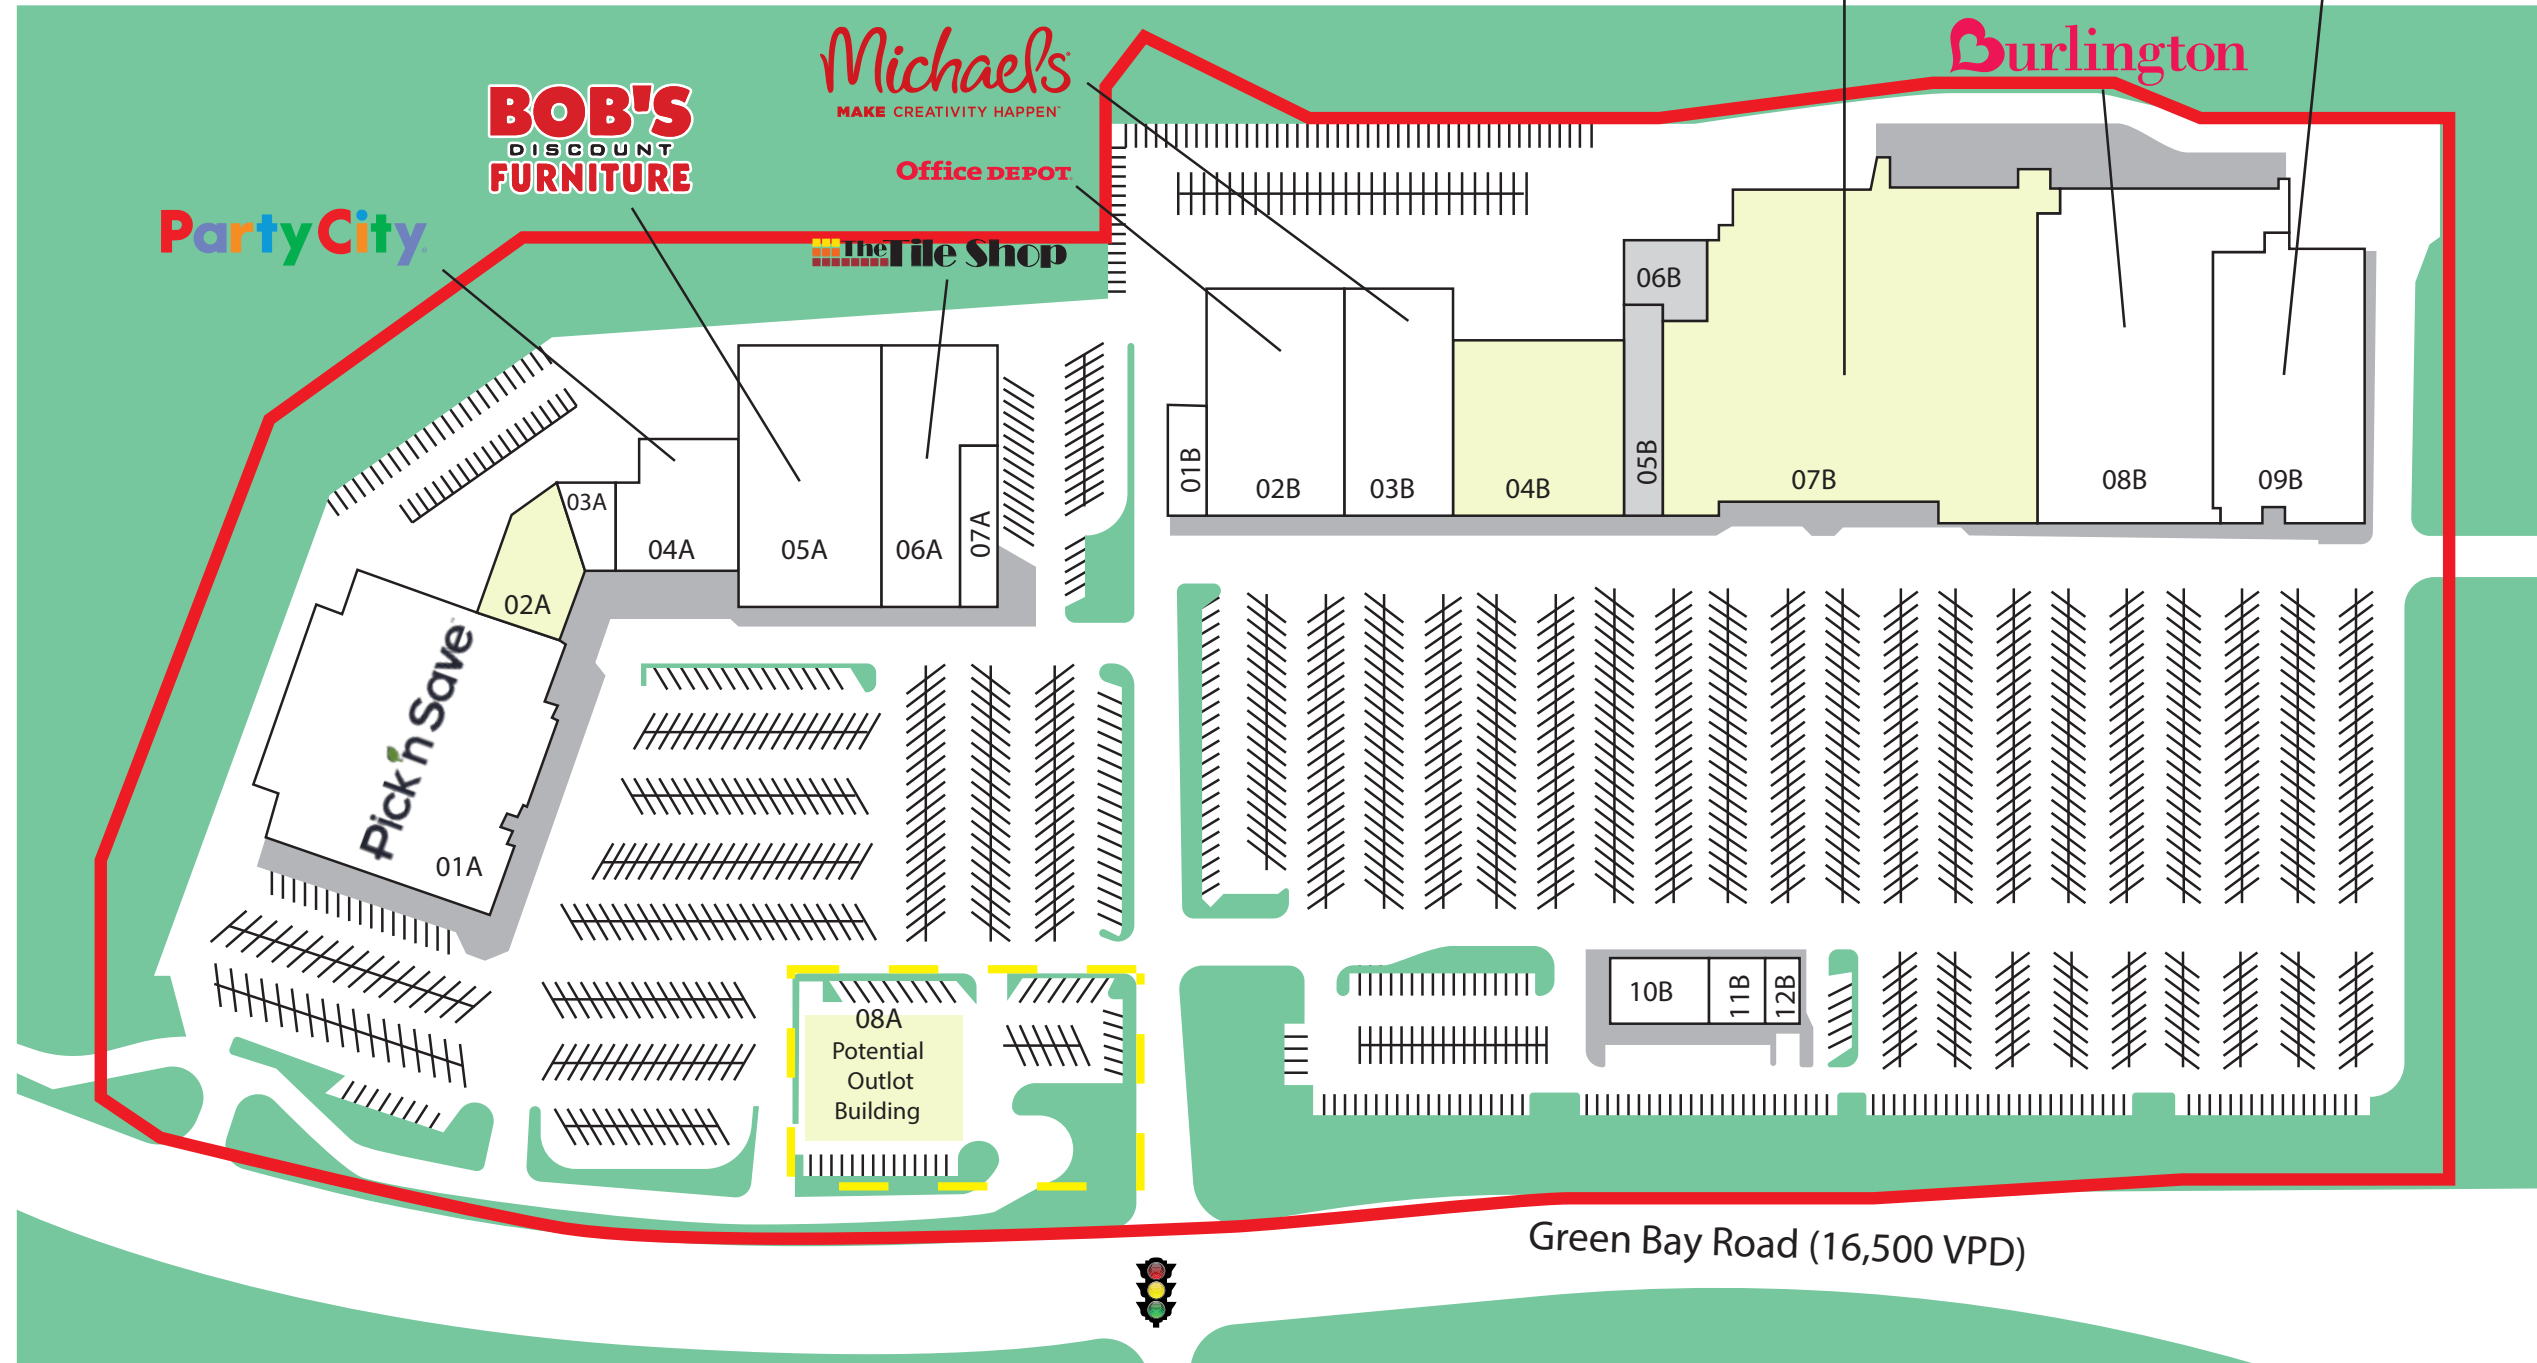 Michaels
MAKE CREATIVITY HAPPEN
Burlington
BOB'S
DISCOUNT
FURNITURE
Office DEPOT
Party City
The Tile Shop
06B
01B
02B
03B
04B
05B
07B
08B
09B
03A
04A
05A
06A
07A
02A
Pick'n Save
01A
10B
11B
12B
08A
Potential
Outlot
Building
Green Bay Road (16,500 VPD)